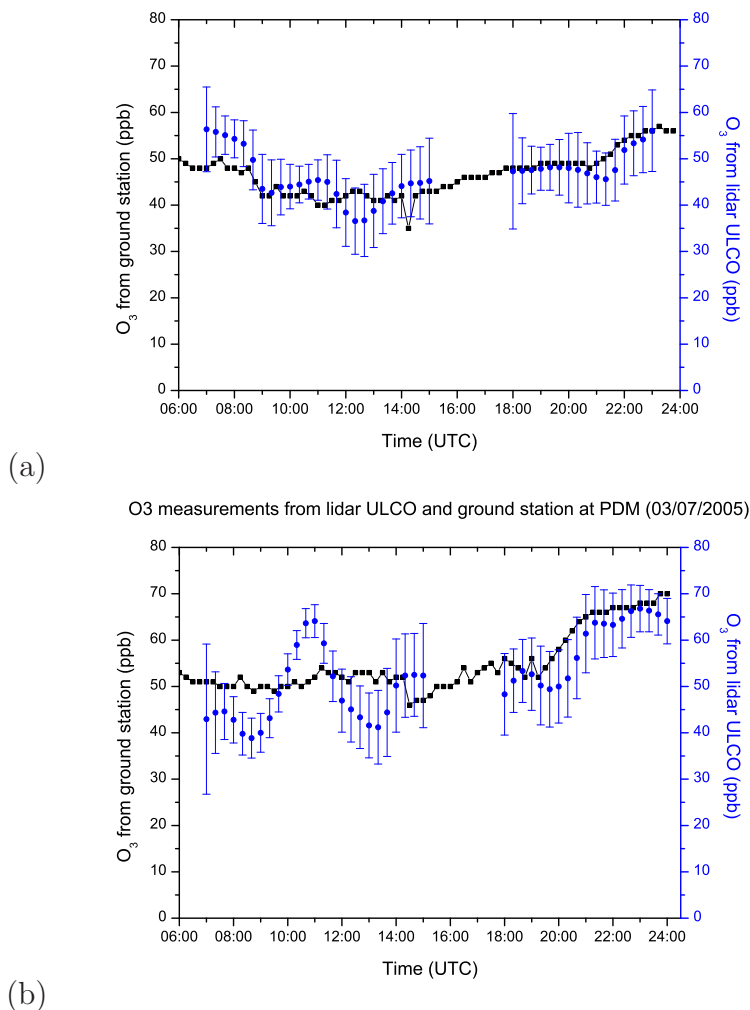 80 80
70 70
60 60
50 50
40 40
30 30
20 20
10 10
0 0
O₃ from ground station (ppb)
O₃ from lidar ULCO (ppb)
06:00 08:00 10:00 12:00 14:00 16:00 18:00 20:00 22:00 24:00
Time (UTC)
(a)
O3 measurements from lidar ULCO and ground station at PDM (03/07/2005)
80 80
70 70
60 60
50 50
40 40
30 30
20 20
10 10
0 0
O₃ from ground station (ppb)
O₃ from lidar ULCO (ppb)
06:00 08:00 10:00 12:00 14:00 16:00 18:00 20:00 22:00 24:00
Time (UTC)
(b)